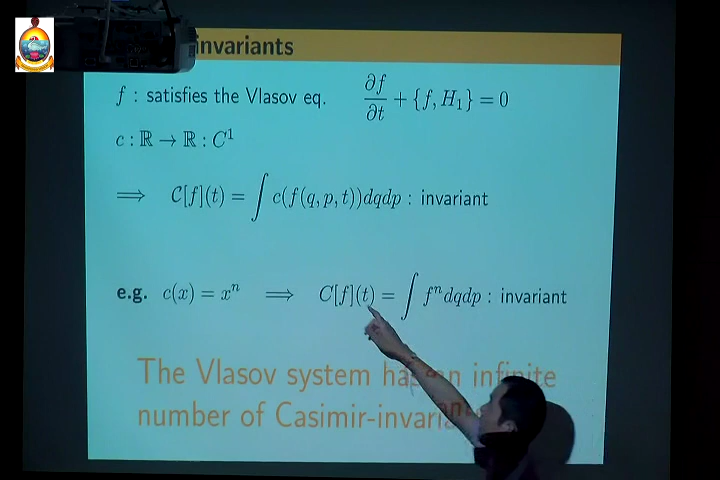 invariants
f : satisfies the Vlasov eq. ∂f/∂t + {f, H₁} = 0
c : ℝ → ℝ : C¹
⟹ 𝒞[f](t) = ∫ c(f(q, p, t))dqdp : invariant
e.g. c(x) = xⁿ ⟹ C[f](t) = ∫ fⁿdqdp : invariant
The Vlasov system has an infinite
number of Casimir-invari